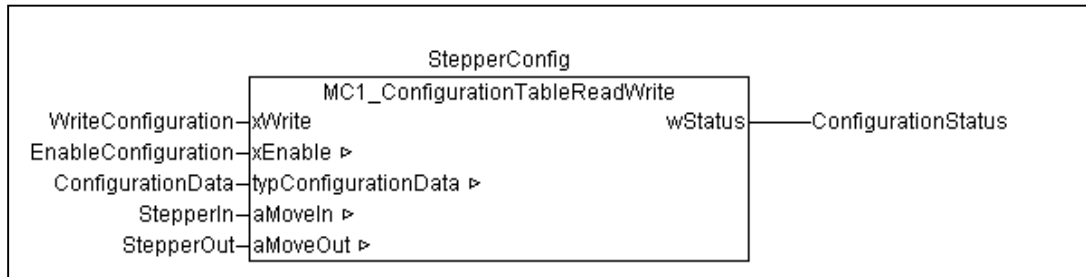 StepperConfig
MC1_ConfigurationTableReadWrite
WriteConfiguration xWrite wStatus ConfigurationStatus
EnableConfiguration xEnable ▷
ConfigurationData typConfigurationData ▷
StepperIn aMoveIn ▷
StepperOut aMoveOut ▷